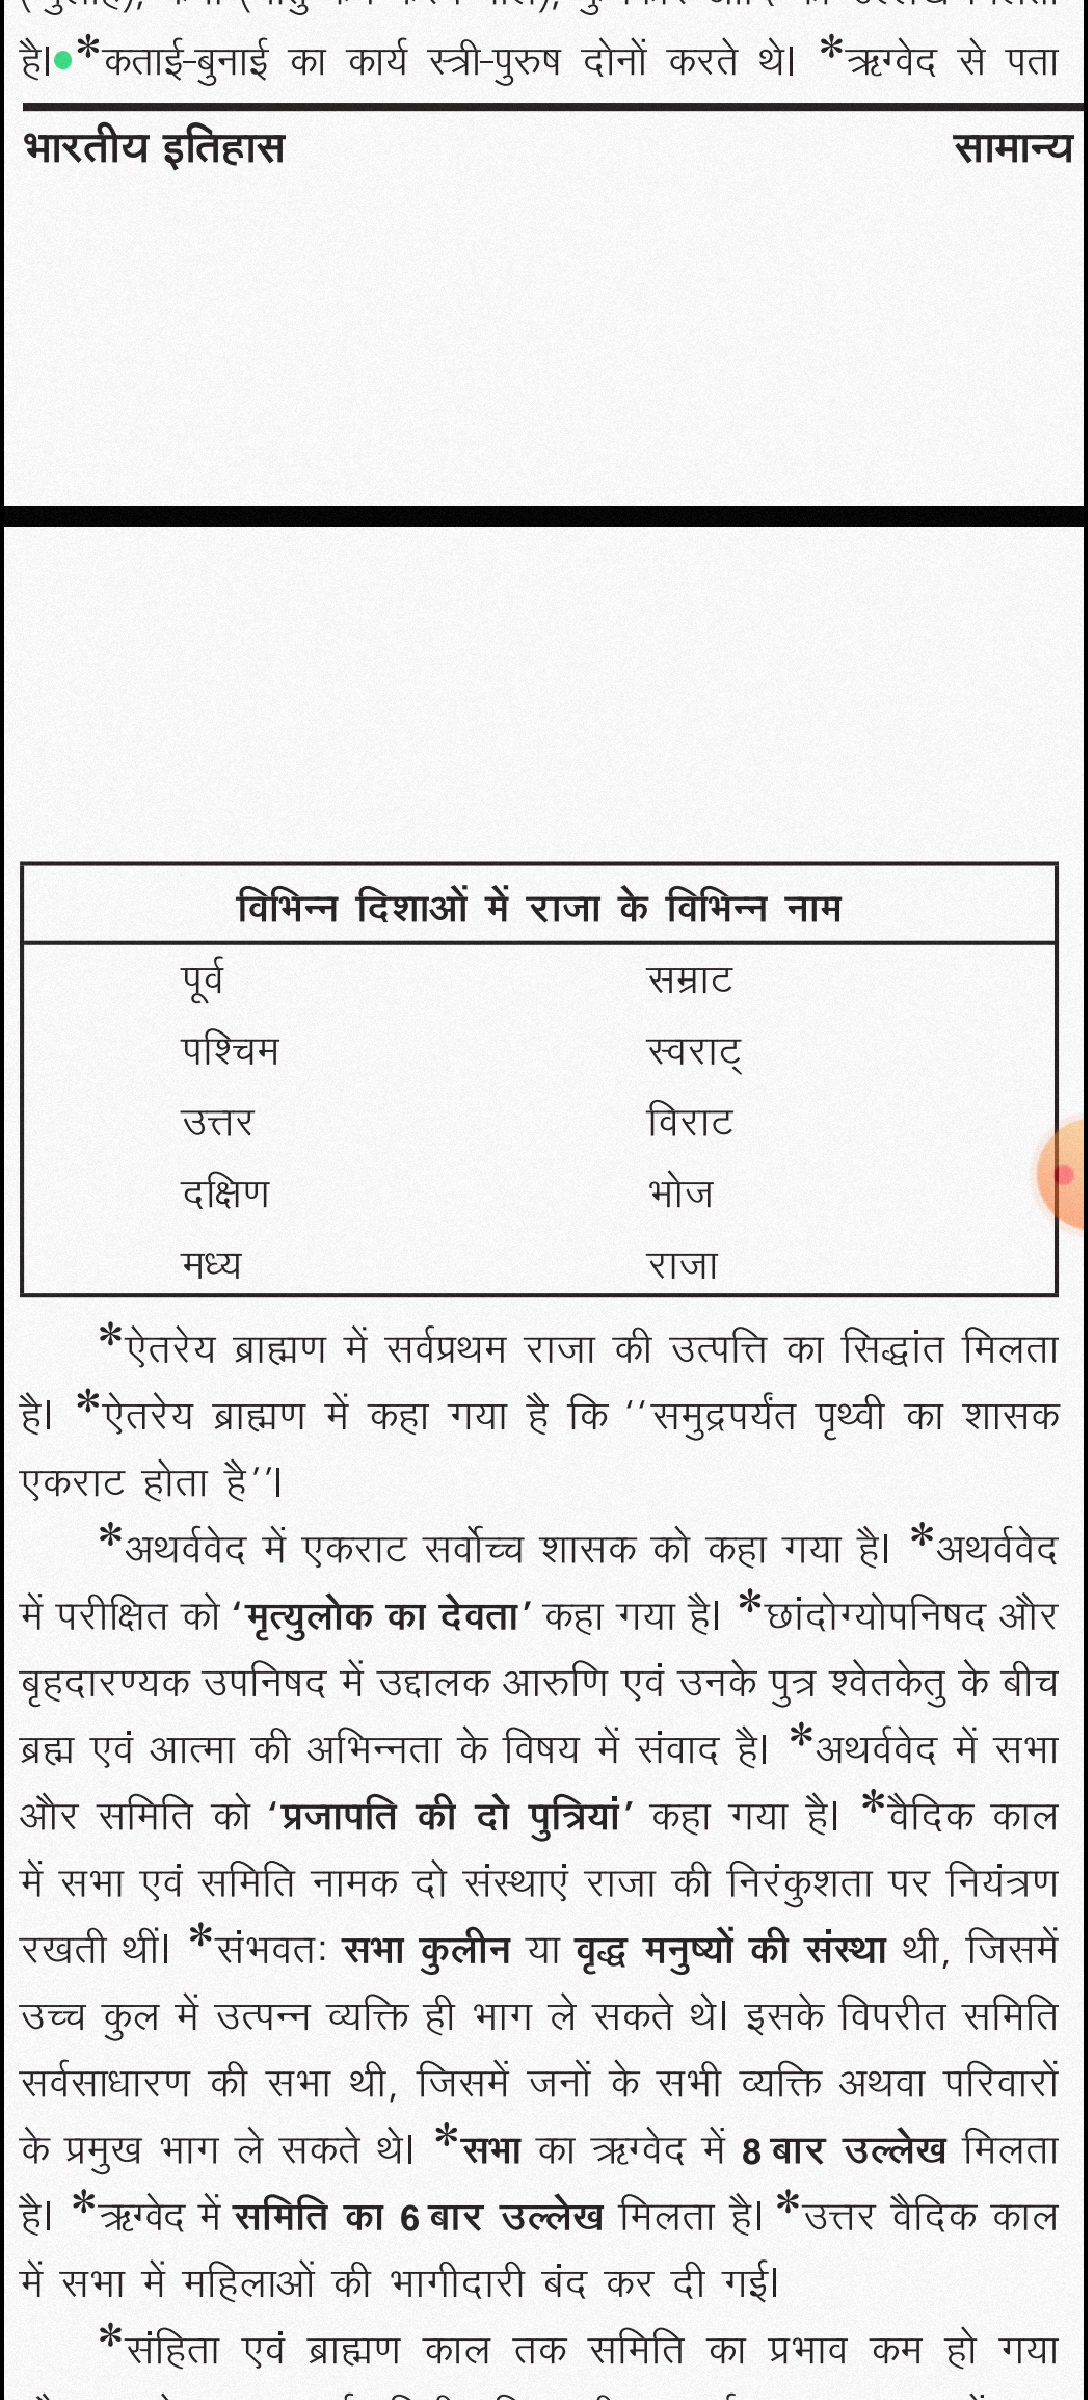 है। *कताई-बुनाई का कार्य स्त्री-पुरुष दोनों करते थे। *ऋग्वेद से पता
भारतीय इतिहास सामान्य
विभिन्न दिशाओं में राजा के विभिन्न नाम
पूर्व सम्राट
पश्चिम स्वराट्
उत्तर विराट
दक्षिण भोज
मध्य राजा
*ऐतरेय ब्राह्मण में सर्वप्रथम राजा की उत्पत्ति का सिद्धांत मिलता
है। *ऐतरेय ब्राह्मण में कहा गया है कि ‘‘समुद्रपर्यंत पृथ्वी का शासक
एकराट होता है’’।
*अथर्ववेद में एकराट सर्वोच्च शासक को कहा गया है। *अथर्ववेद
में परीक्षित को ‘मृत्युलोक का देवता’ कहा गया है। *छांदोग्योपनिषद और
बृहदारण्यक उपनिषद में उद्दालक आरुणि एवं उनके पुत्र श्वेतकेतु के बीच
ब्रह्म एवं आत्मा की अभिन्नता के विषय में संवाद है। *अथर्ववेद में सभा
और समिति को ‘प्रजापति की दो पुत्रियां’ कहा गया है। *वैदिक काल
में सभा एवं समिति नामक दो संस्थाएं राजा की निरंकुशता पर नियंत्रण
रखती थीं। *संभवत: सभा कुलीन या वृद्ध मनुष्यों की संस्था थी, जिसमें
उच्च कुल में उत्पन्न व्यक्ति ही भाग ले सकते थे। इसके विपरीत समिति
सर्वसाधारण की सभा थी, जिसमें जनों के सभी व्यक्ति अथवा परिवारों
के प्रमुख भाग ले सकते थे। *सभा का ऋग्वेद में 8 बार उल्लेख मिलता
है। *ऋग्वेद में समिति का 6 बार उल्लेख मिलता है। *उत्तर वैदिक काल
में सभा में महिलाओं की भागीदारी बंद कर दी गई।
*संहिता एवं ब्राह्मण काल तक समिति का प्रभाव कम हो गया